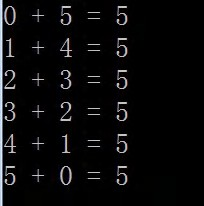 0 + 5 = 5
1 + 4 = 5
2 + 3 = 5
3 + 2 = 5
4 + 1 = 5
5 + 0 = 5